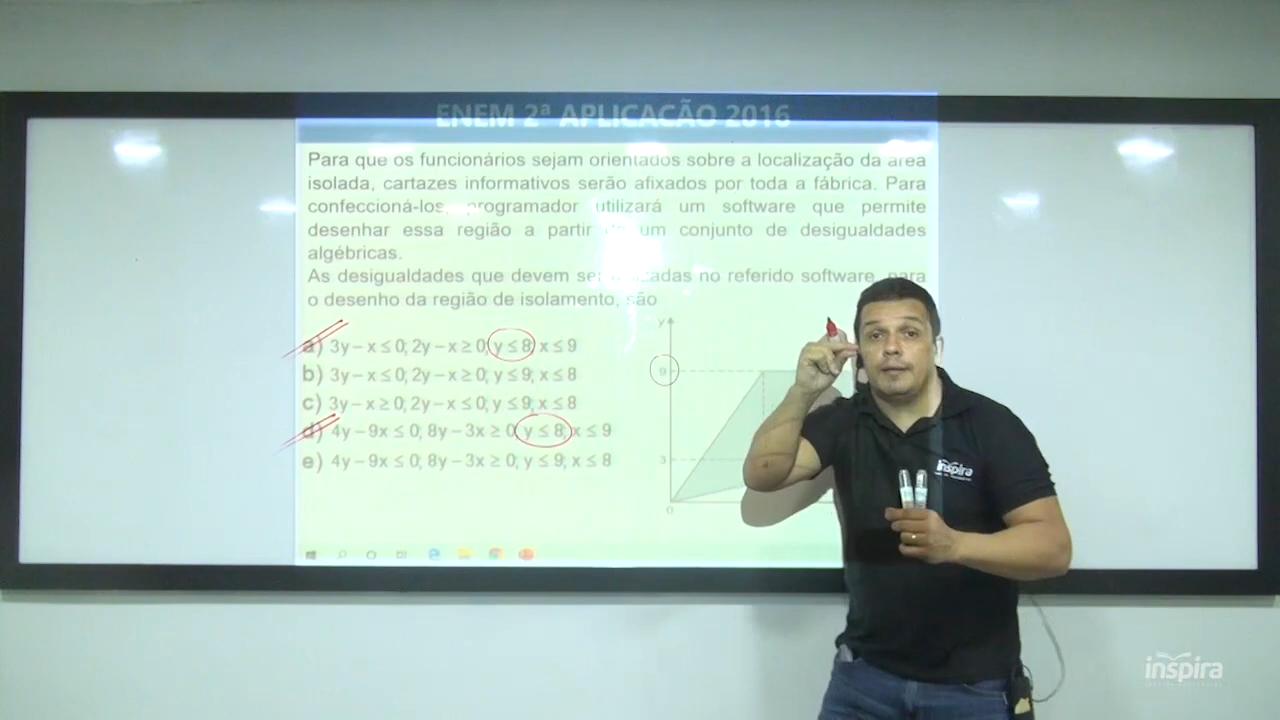 ENEM 2ª APLICAÇÃO 2016
Para que os funcionários sejam orientados sobre a localização da área
isolada, cartazes informativos serão afixados por toda a fábrica. Para
confeccioná-los, programador utilizará um software que permite
desenhar essa região a partir de um conjunto de desigualdades
algébricas.
As desigualdades que devem ser utilizadas no referido software, para
o desenho da região de isolamento, são
a) 3y – x ≤ 0; 2y – x ≥ 0; y ≤ 8; x ≤ 9
b) 3y – x ≤ 0; 2y – x ≥ 0; y ≤ 9; x ≤ 8
c) 3y – x ≥ 0; 2y – x ≤ 0; y ≤ 9; x ≤ 8
d) 4y – 9x ≤ 0; 8y – 3x ≥ 0; y ≤ 8; x ≤ 9
e) 4y – 9x ≤ 0; 8y – 3x ≥ 0; y ≤ 9; x ≤ 8
y
9
3
0
inspira
inspira